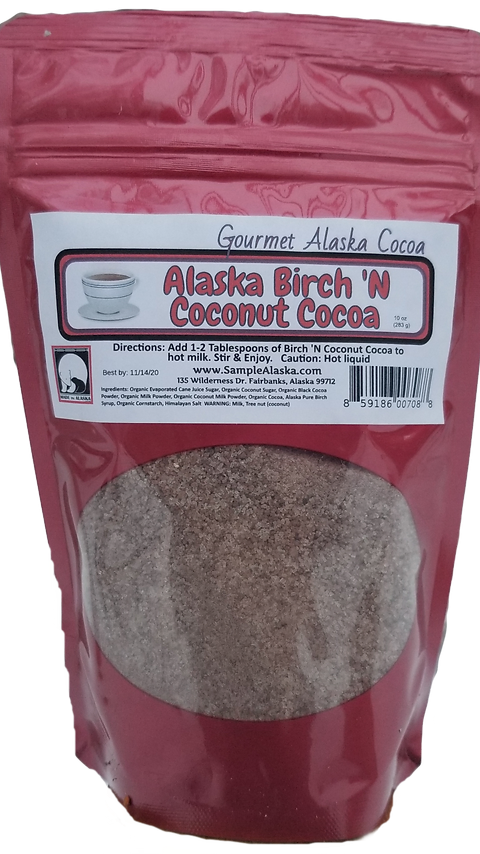 Gourmet Alaska Cocoa
Alaska Birch 'N
Coconut Cocoa
10 oz
(283 g)
Directions: Add 1-2 Tablespoons of Birch 'N Coconut Cocoa to
hot milk. Stir & Enjoy. Caution: Hot liquid
Best by: 11/14/20
www.SampleAlaska.com
135 Wilderness Dr. Fairbanks, Alaska 99712
Ingredients: Organic Evaporated Cane Juice Sugar, Organic Coconut Sugar, Organic Black Cocoa
Powder, Organic Milk Powder, Organic Coconut Milk Powder, Organic Cocoa, Alaska Pure Birch
Syrup, Organic Cornstarch, Himalayan Salt WARNING: Milk, Tree nut (coconut)
MADE IN ALASKA
8 59186 00708 8